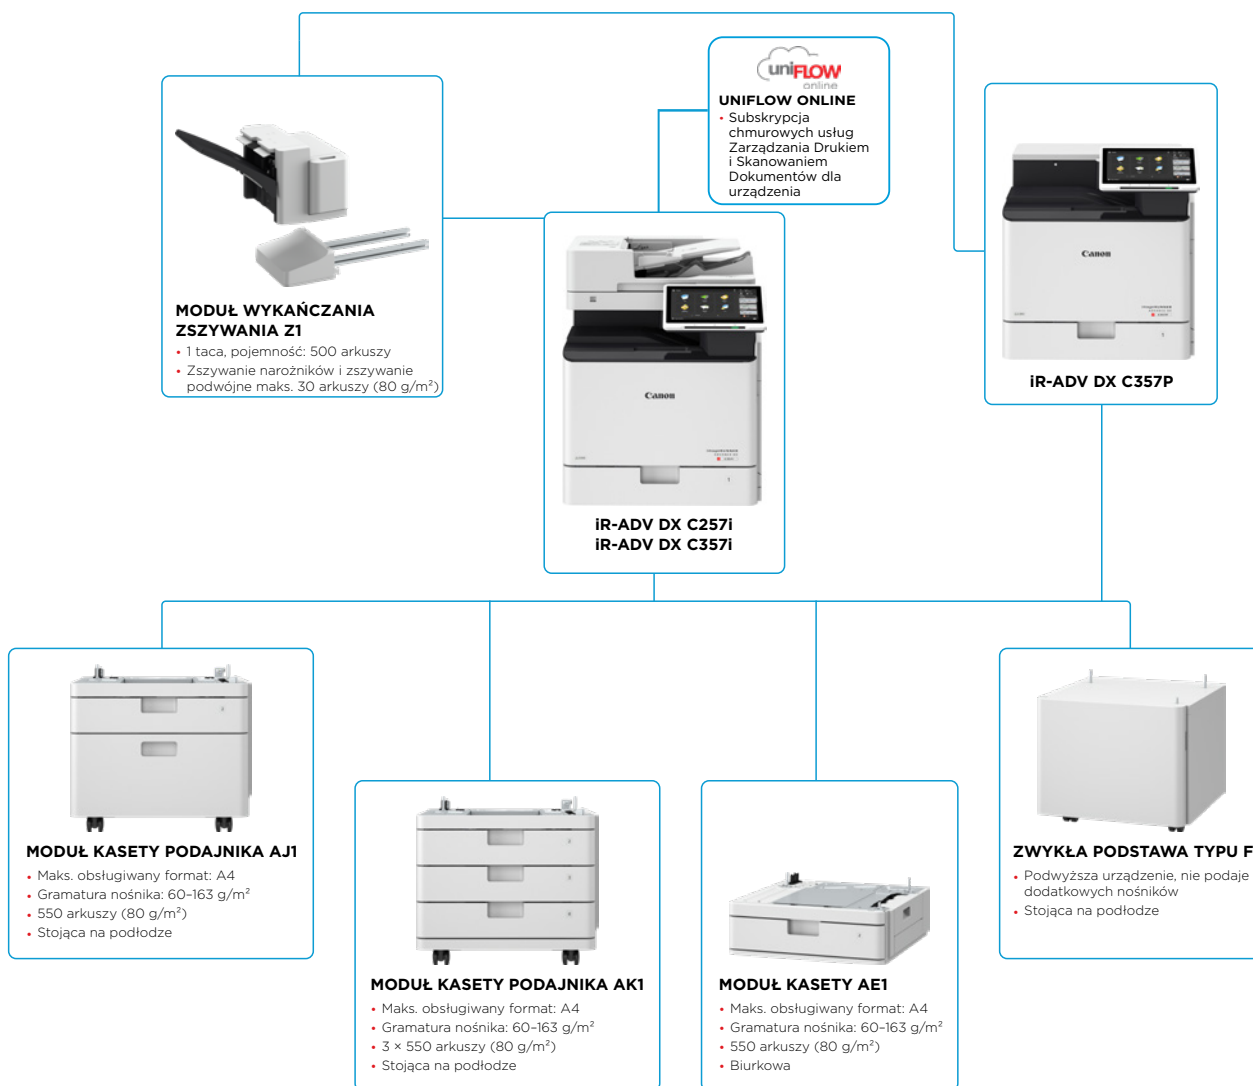 uniFLOW
online
UNIFLOW ONLINE
• Subskrypcja
chmurowych usług
Zarządzania Drukiem
i Skanowaniem
Dokumentów dla
urządzenia
MODUŁ WYKAŃCZANIA
ZSZYWANIA Z1
• 1 taca, pojemność: 500 arkuszy
• Zszywanie narożników i zszywanie
podwójne maks. 30 arkuszy (80 g/m²)
Canon
iR-ADV DX C257i
iR-ADV DX C357i
Canon
iR-ADV DX C357P
MODUŁ KASETY PODAJNIKA AJ1
• Maks. obsługiwany format: A4
• Gramatura nośnika: 60–163 g/m²
• 550 arkuszy (80 g/m²)
• Stojąca na podłodze
MODUŁ KASETY PODAJNIKA AK1
• Maks. obsługiwany format: A4
• Gramatura nośnika: 60–163 g/m²
• 3 × 550 arkuszy (80 g/m²)
• Stojąca na podłodze
MODUŁ KASETY AE1
• Maks. obsługiwany format: A4
• Gramatura nośnika: 60–163 g/m²
• 550 arkuszy (80 g/m²)
• Biurkowa
ZWYKŁA PODSTAWA TYPU F
• Podwyższa urządzenie, nie podaje
dodatkowych nośników
• Stojąca na podłodze